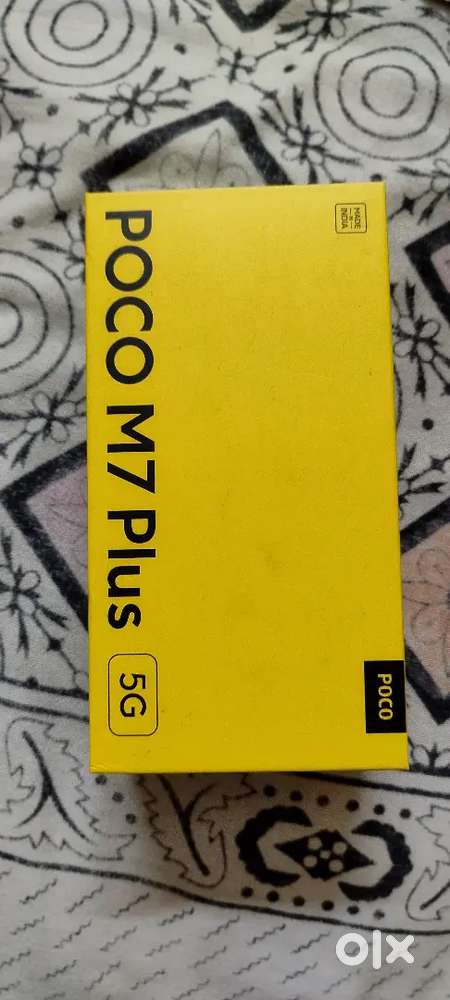 POCO M7 Plus 5G
MADE
IN
INDIA
POCO
olx